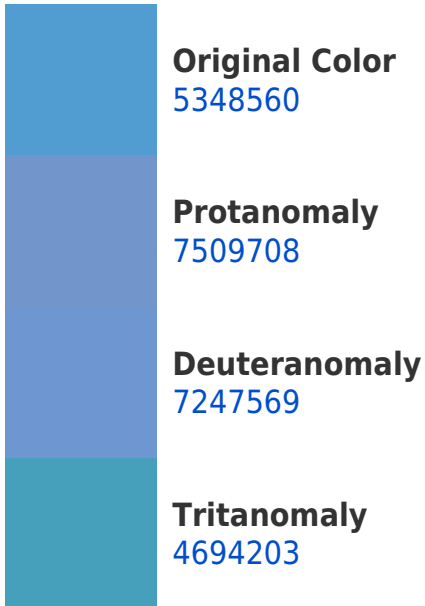 Original Color
5348560
Protanomaly
7509708
Deuteranomaly
7247569
Tritanomaly
4694203